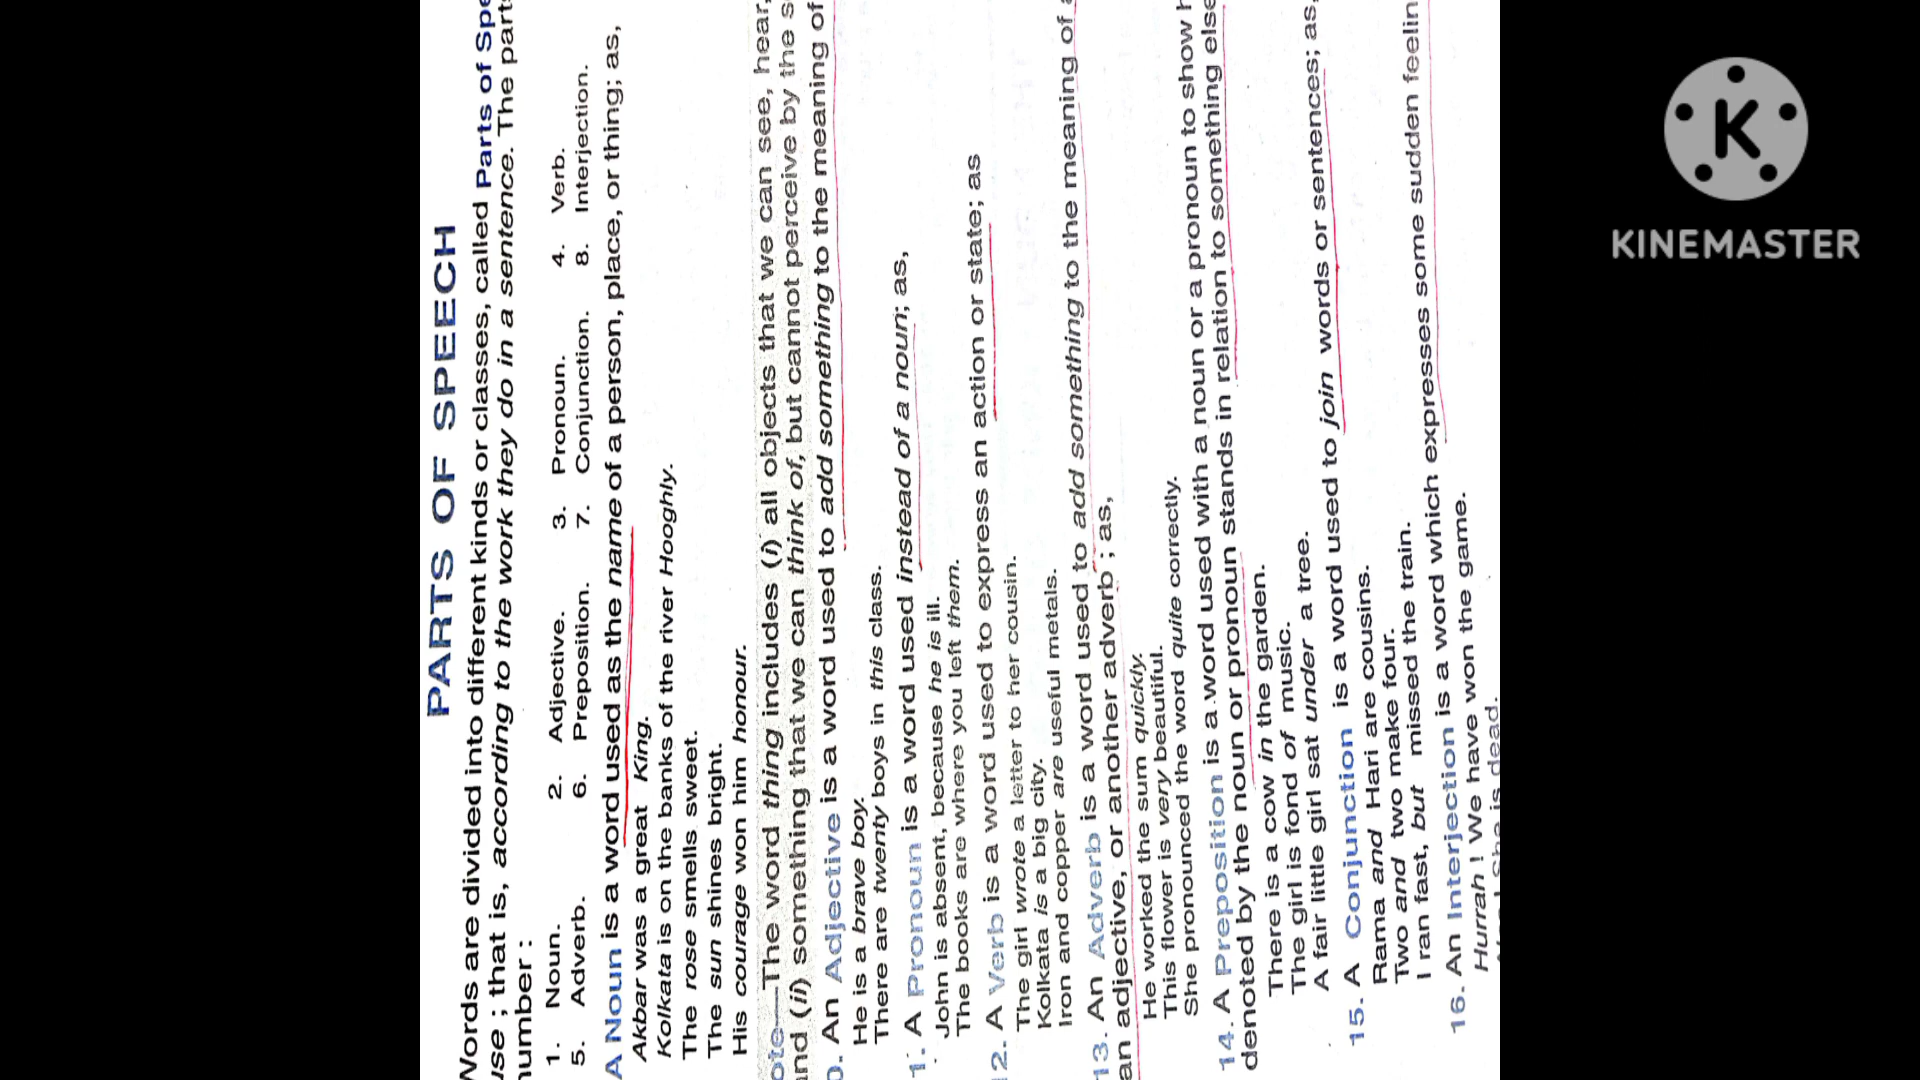 PARTS OF SPEECH
Words are divided into different kinds or classes, called Parts of Spe
use ; that is, according to the work they do in a sentence. The part
number :
1. Noun. 2. Adjective. 3. Pronoun. 4. Verb.
5. Adverb. 6. Preposition. 7. Conjunction. 8. Interjection.
A Noun is a word used as the name of a person, place, or thing; as,
Akbar was a great King.
Kolkata is on the banks of the river Hooghly.
The rose smells sweet.
The sun shines bright.
His courage won him honour.
ote—The word thing includes (i) all objects that we can see, hear,
and (ii) something that we can think of, but cannot perceive by the s
0. An Adjective is a word used to add something to the meaning of
He is a brave boy.
There are twenty boys in this class.
1. A Pronoun is a word used instead of a noun; as,
John is absent, because he is ill.
The books are where you left them.
12. A Verb is a word used to express an action or state; as
The girl wrote a letter to her cousin.
Kolkata is a big city.
Iron and copper are useful metals.
13. An Adverb is a word used to add something to the meaning of a
an adjective, or another adverb ; as,
He worked the sum quickly.
This flower is very beautiful.
She pronounced the word quite correctly.
14. A Preposition is a word used with a noun or a pronoun to show h
denoted by the noun or pronoun stands in relation to something else
There is a cow in the garden.
The girl is fond of music.
A fair little girl sat under a tree.
15. A Conjunction is a word used to join words or sentences; as,
Rama and Hari are cousins.
Two and two make four.
I ran fast, but missed the train.
16. An Interjection is a word which expresses some sudden feelin
Hurrah ! We have won the game.
She is dead.
K
KINEMASTER